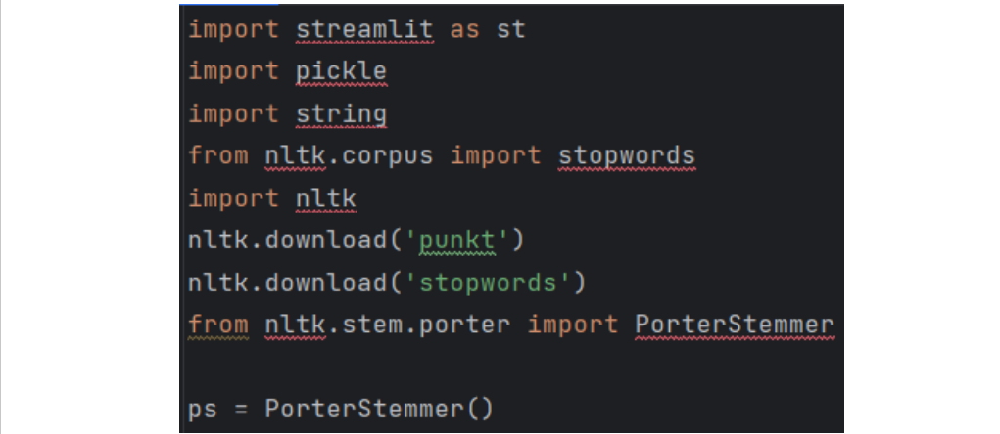 import streamlit as st
import pickle
import string
from nltk.corpus import stopwords
import nltk
nltk.download('punkt')
nltk.download('stopwords')
from nltk.stem.porter import PorterStemmer
ps = PorterStemmer()